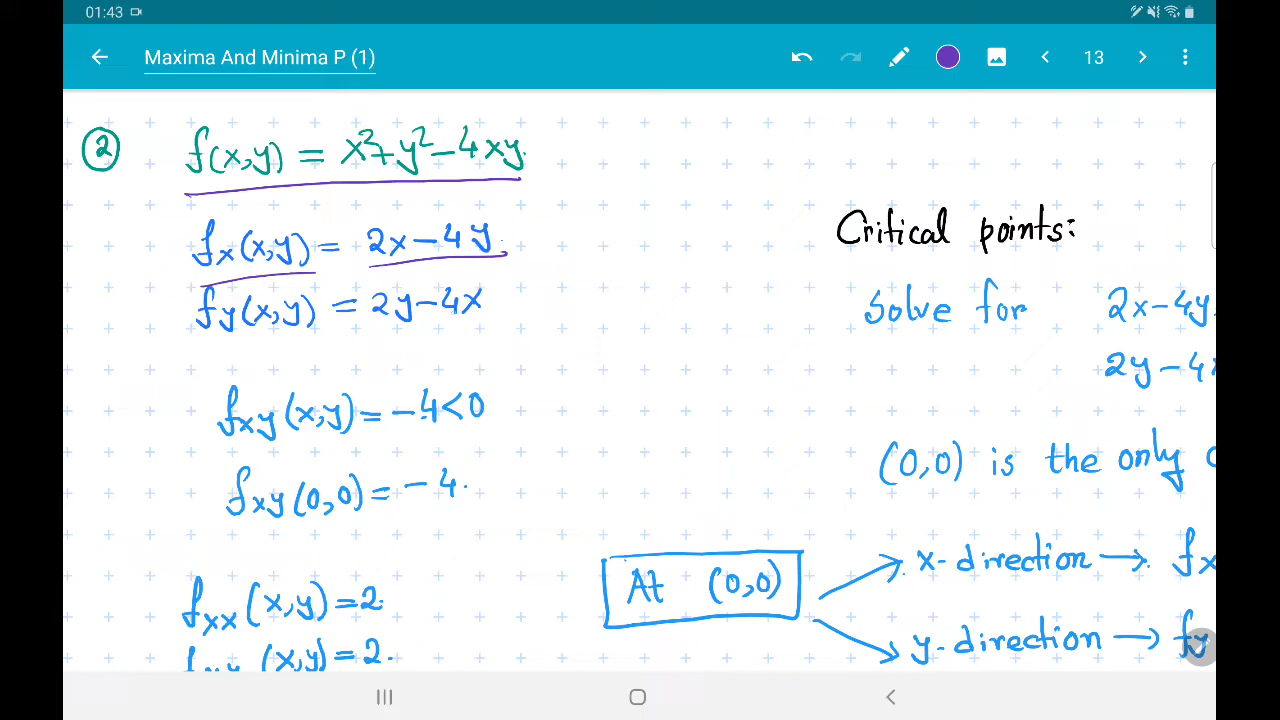 01:43
Maxima And Minima P (1)
13
② f(x,y) = x²+y²-4xy.
fx(x,y) = 2x-4y.
fy(x,y) = 2y-4x
fxy(x,y) = -4<0
fxy(0,0) = -4.
fxx(x,y)=2.
(x,y)=2.
Critical points:
Solve for 2x-4y
2y-4x
(0,0) is the only
At (0,0)
x-direction → fx
y-direction → fy